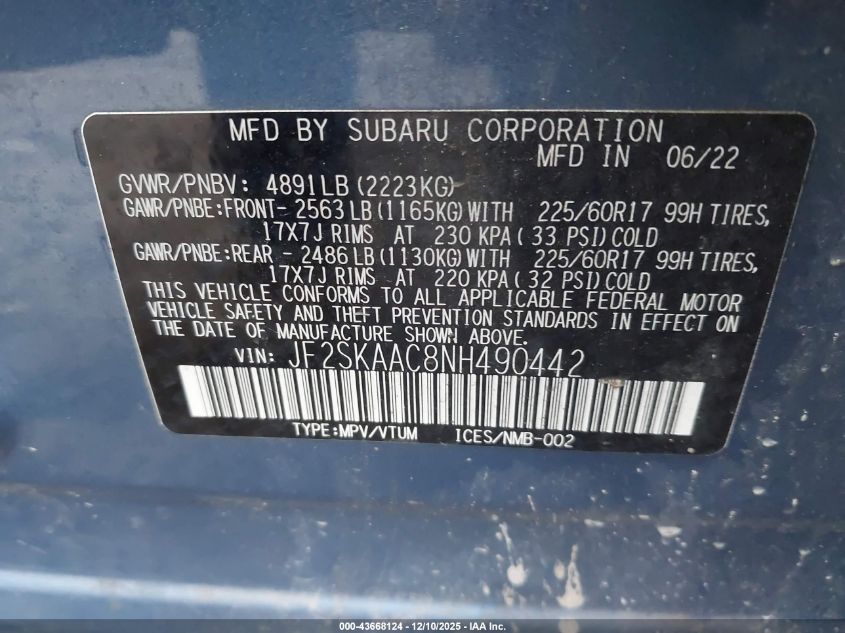 MFD BY SUBARU CORPORATION
MFD IN 06/22
GVWR/PNBV: 4891LB (2223KG)
GAWR/PNBE:FRONT- 2563LB (1165KG) WITH 225/60R17 99H TIRES,
17X7J RIMS AT 230 KPA( 33 PSI) COLD
GAWR/PNBE:REAR - 2486LB (1130KG) WITH 225/60R17 99H TIRES,
17X7J RIMS AT 220 KPA( 32 PSI) COLD
THIS VEHICLE CONFORMS TO ALL APPLICABLE FEDERAL MOTOR
VEHICLE SAFETY AND THEFT PREVENTION STANDARDS IN EFFECT ON
THE DATE OF MANUFACTURE SHOWN ABOVE.
VIN: JF2SKAAC8NH490442
TYPE:MPV/VTUM ICES/NMB-002
000-43668124 - 12/10/2025 - IAA Inc.